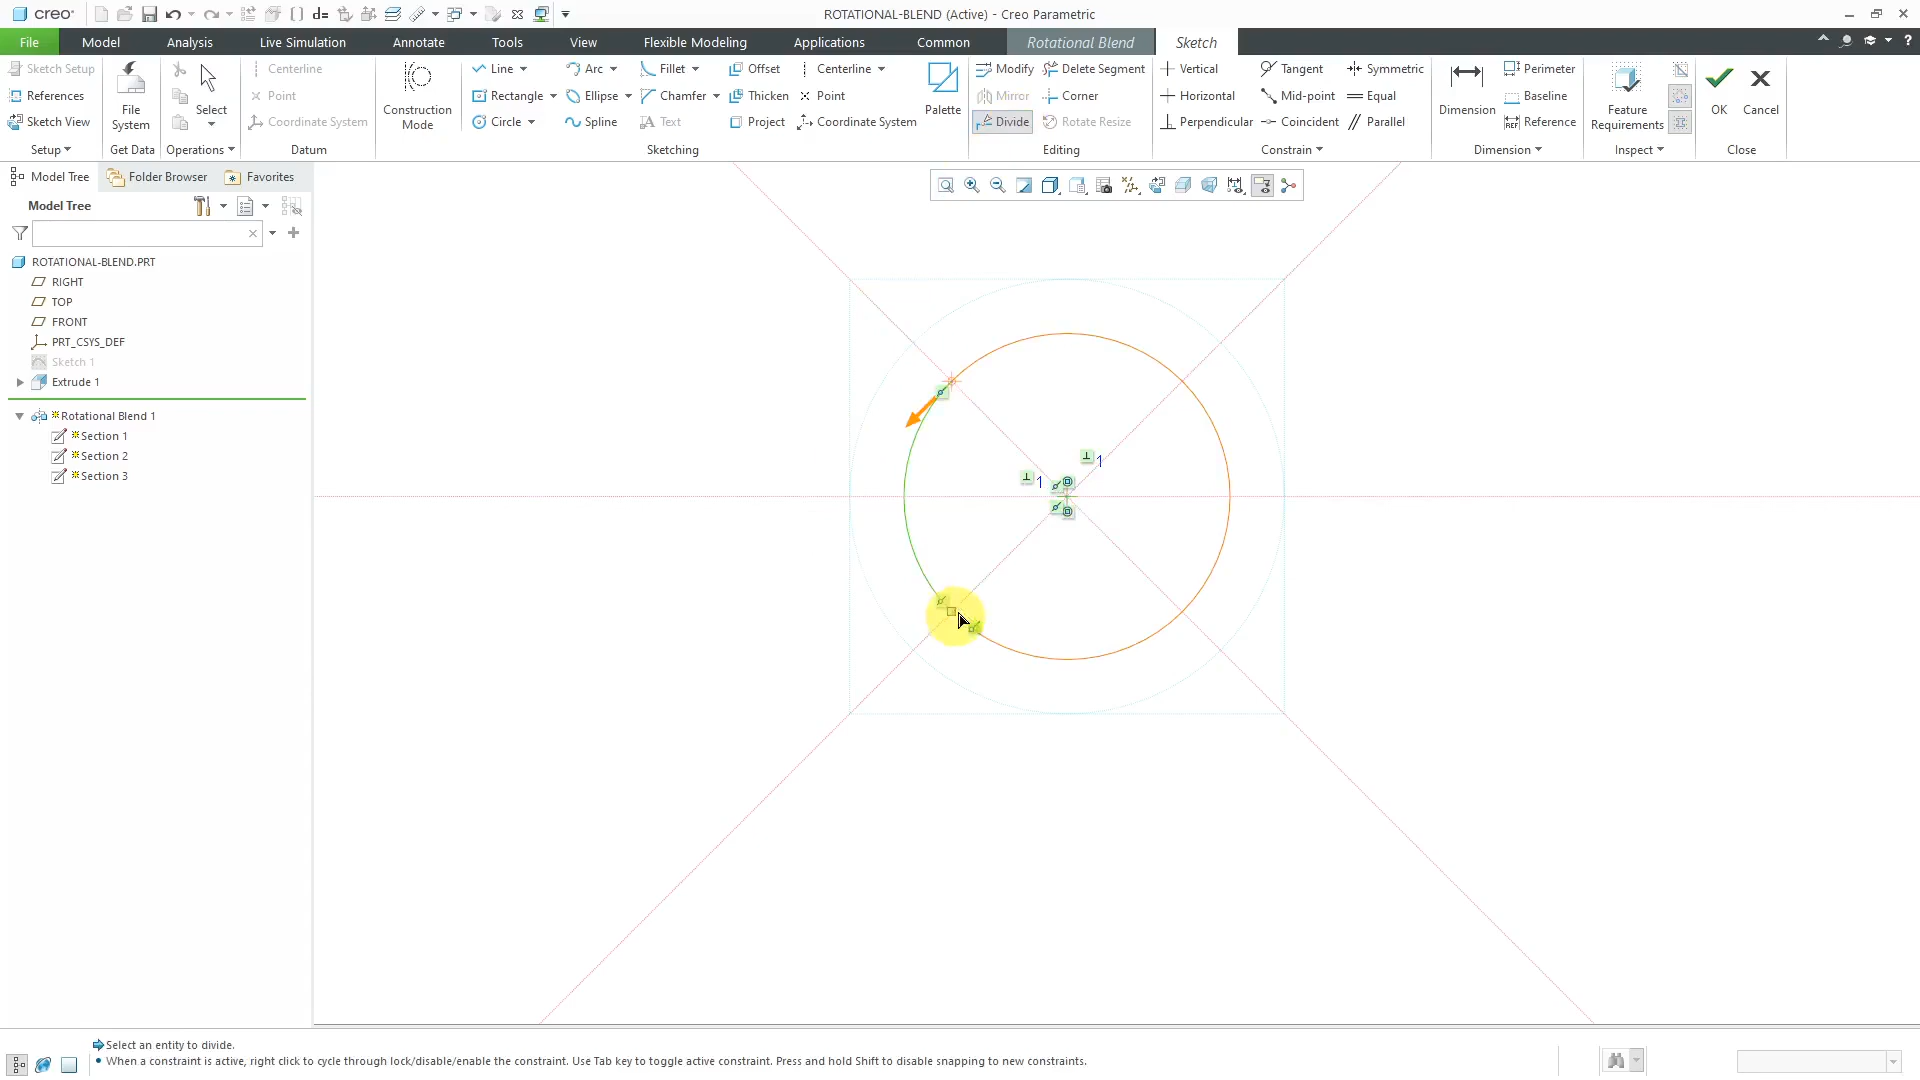 creo
ROTATIONAL-BLEND (Active) - Creo Parametric
File Model Analysis Live Simulation Annotate Tools View Flexible Modeling Applications Common Rotational Blend Sketch
Sketch Setup Centerline Line Arc Fillet Offset Centerline Modify Delete Segment Vertical Tangent Symmetric Perimeter
References Point Rectangle Ellipse Chamfer Thicken Point Mirror Corner Horizontal Mid-point Equal Baseline
File System Select Construction Mode Palette Dimension Feature Requirements OK Cancel
Sketch View Coordinate System Circle Spline Text Project Coordinate System Divide Rotate Resize Perpendicular Coincident Parallel Reference
Setup Get Data Operations Datum Sketching Editing Constrain Dimension Inspect Close
Model Tree Folder Browser Favorites
Model Tree
ROTATIONAL-BLEND.PRT
RIGHT
TOP
FRONT
PRT_CSYS_DEF
Sketch 1
Extrude 1
Rotational Blend 1
Section 1
Section 2
Section 3
1
1
Select an entity to divide.
When a constraint is active, right click to cycle through lock/disable/enable the constraint. Use Tab key to toggle active constraint. Press and hold Shift to disable snapping to new constraints.